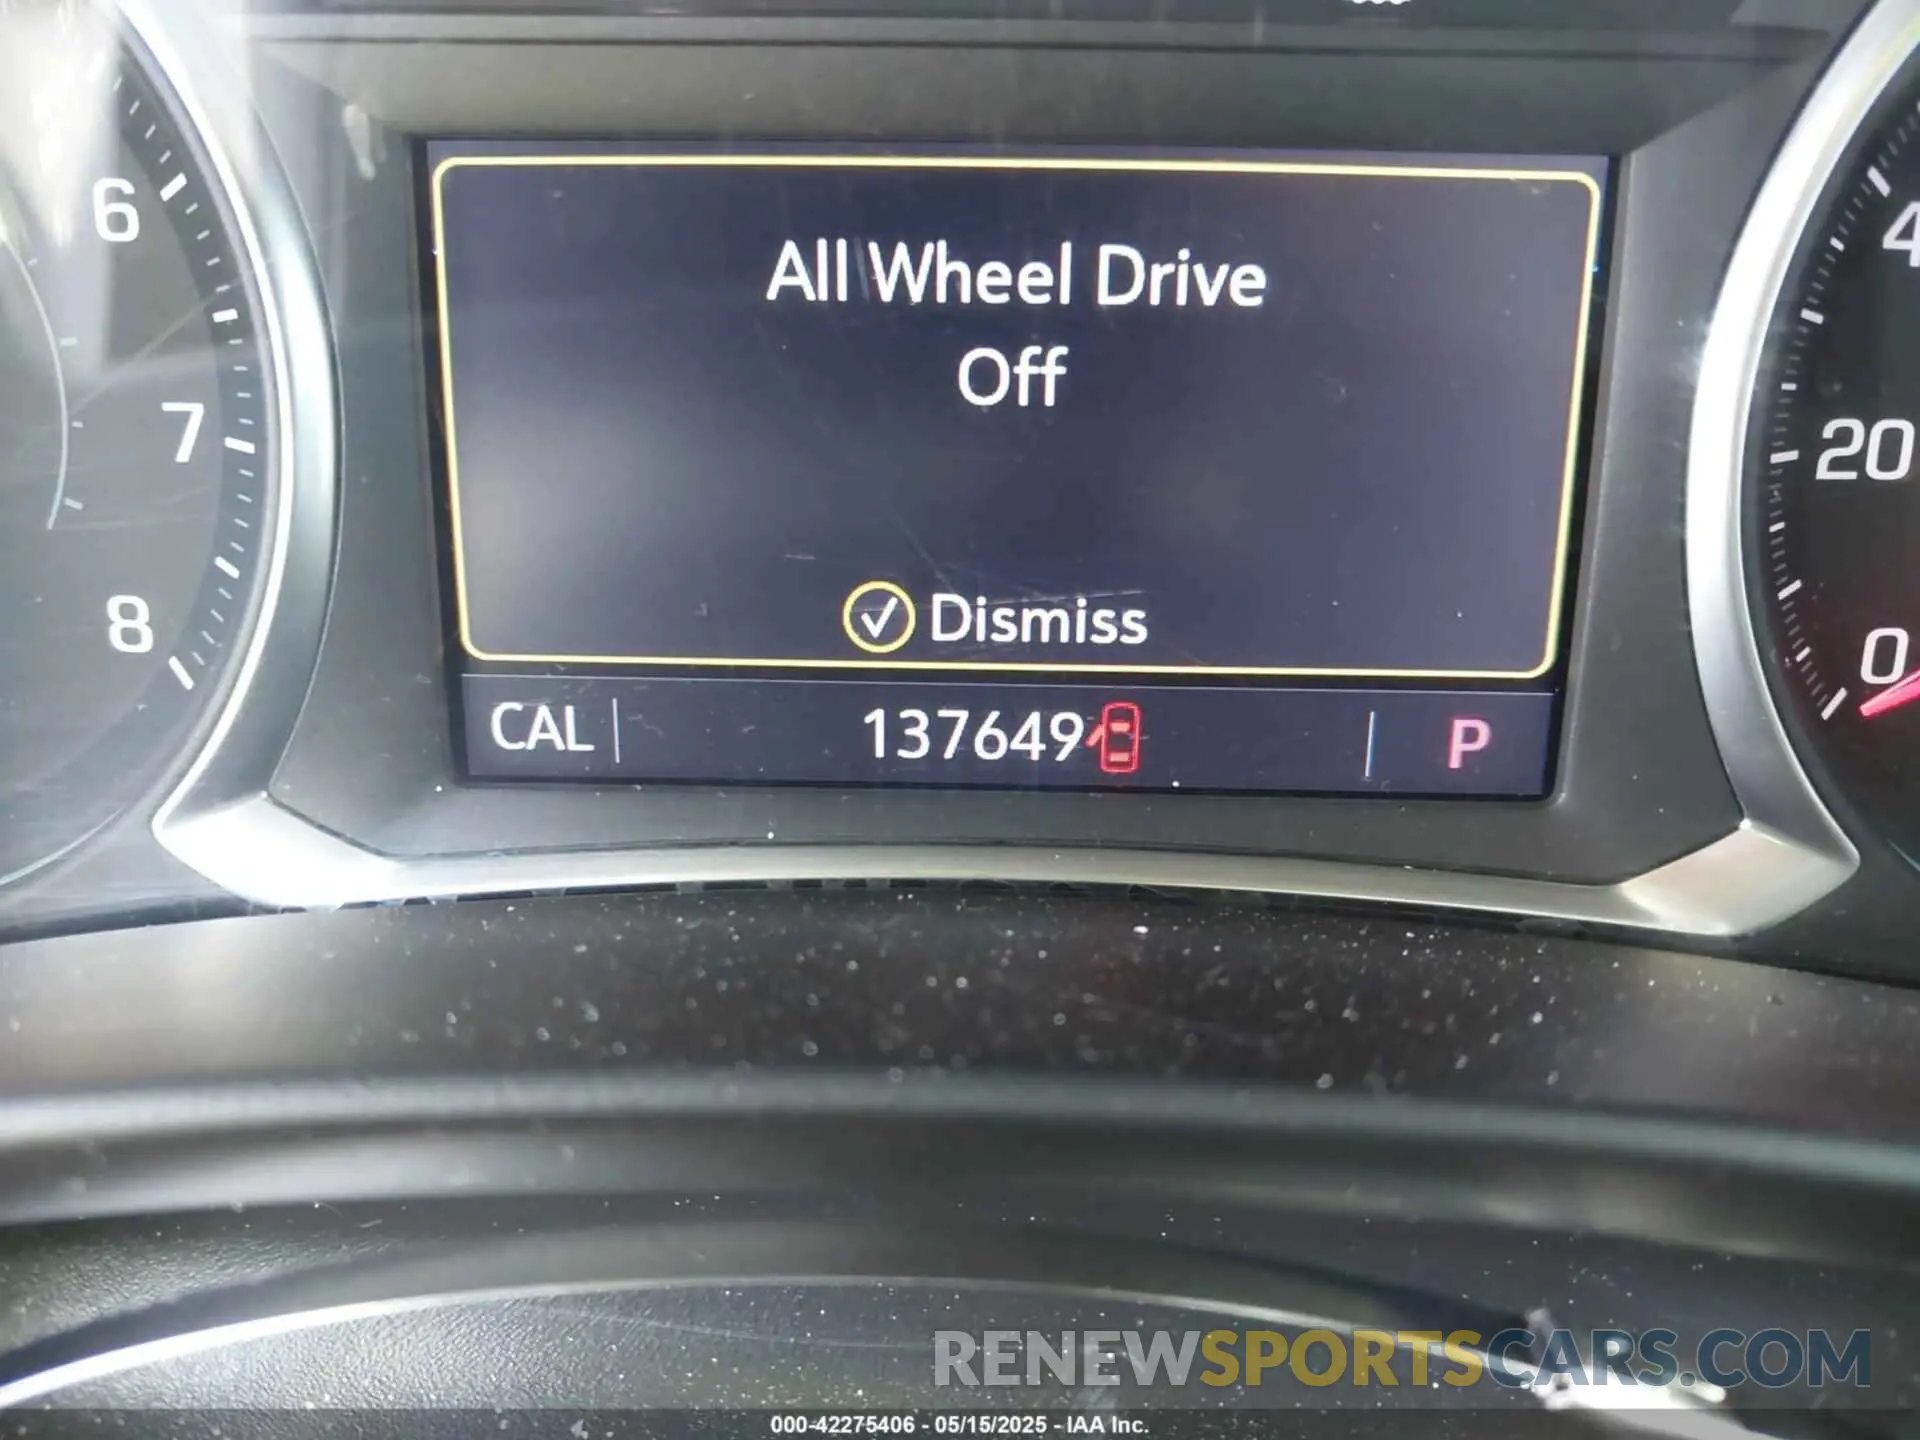 6
7
8
All Wheel Drive
Off
Dismiss
CAL
137649
P
4
20
0
RENEWSPORTSCARS.COM
000-42275406 - 05/15/2025 - IAA Inc.